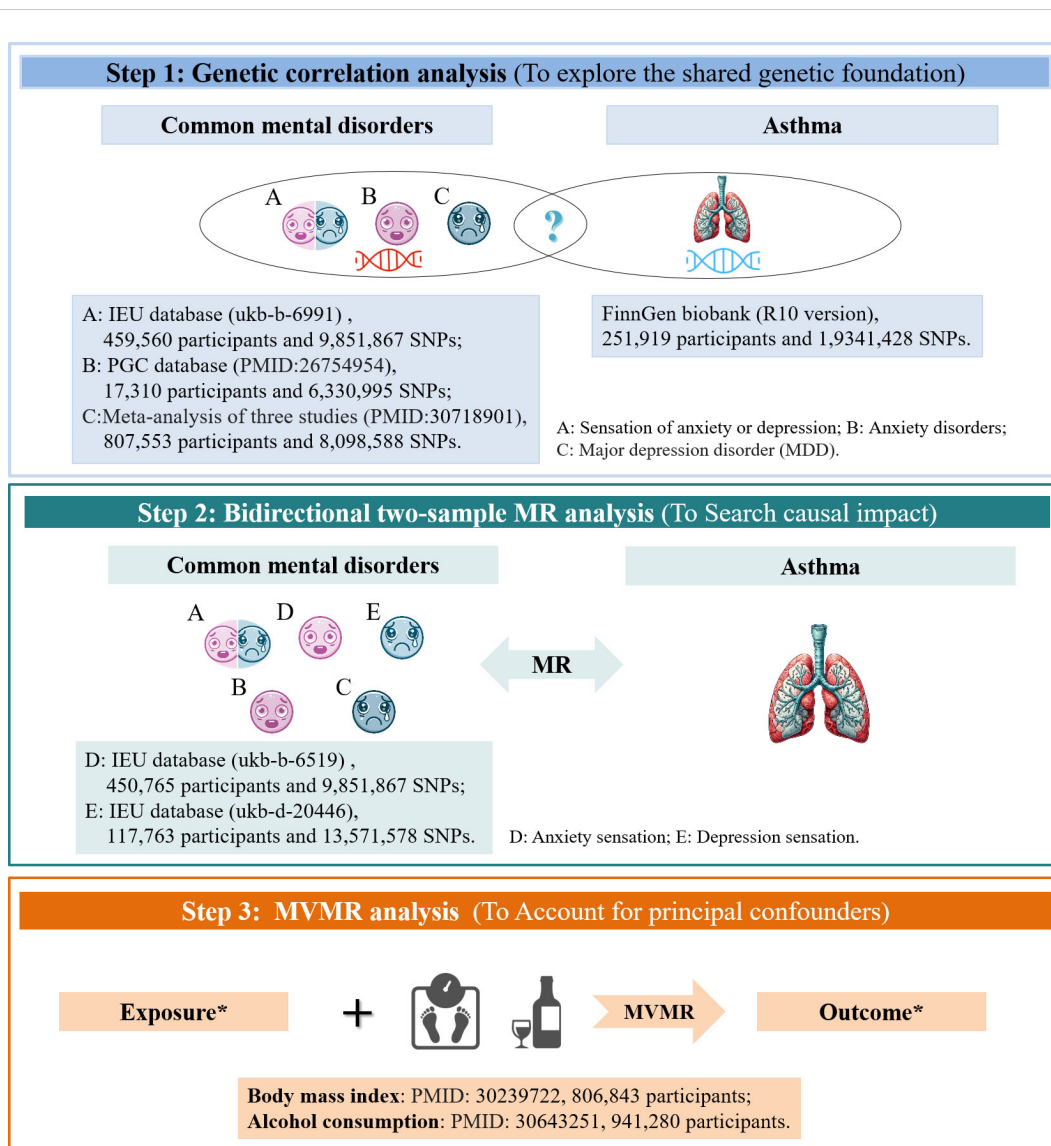 Step 1: Genetic correlation analysis (To explore the shared genetic foundation)
Common mental disorders
Asthma
A
B
C
?
A: IEU database (ukb-b-6991) ,
459,560 participants and 9,851,867 SNPs;
B: PGC database (PMID:26754954),
17,310 participants and 6,330,995 SNPs;
C:Meta-analysis of three studies (PMID:30718901),
807,553 participants and 8,098,588 SNPs.
FinnGen biobank (R10 version),
251,919 participants and 1,9341,428 SNPs.
A: Sensation of anxiety or depression; B: Anxiety disorders;
C: Major depression disorder (MDD).
Step 2: Bidirectional two-sample MR analysis (To Search causal impact)
Common mental disorders
Asthma
A
D
E
B
C
MR
D: IEU database (ukb-b-6519) ,
450,765 participants and 9,851,867 SNPs;
E: IEU database (ukb-d-20446),
117,763 participants and 13,571,578 SNPs.
D: Anxiety sensation; E: Depression sensation.
Step 3: MVMR analysis (To Account for principal confounders)
Exposure*
+
MVMR
Outcome*
Body mass index: PMID: 30239722, 806,843 participants;
Alcohol consumption: PMID: 30643251, 941,280 participants.